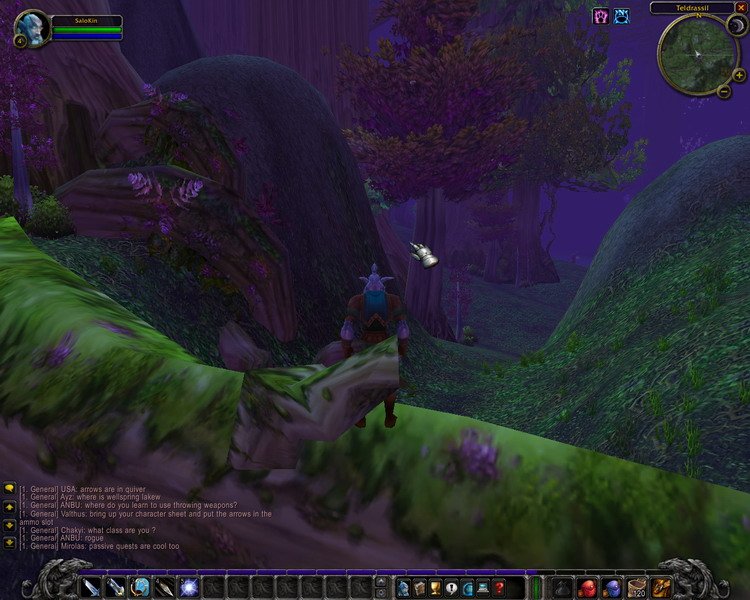 SaloKin
4
Teldrassil
N
[1. General] USA: arrows are in quiver
[1. General] Ayz: where is wellspring lakew
[1. General] ANBU: where do you learn to use throwing weapons?
[1. General] Valthus: bring up your character sheet and put the arrows in the
ammo slot
[1. General] Chakyl: what class are you ?
[1. General] ANBU: rogue
[1. General] Mirolas: passive quests are cool too
120